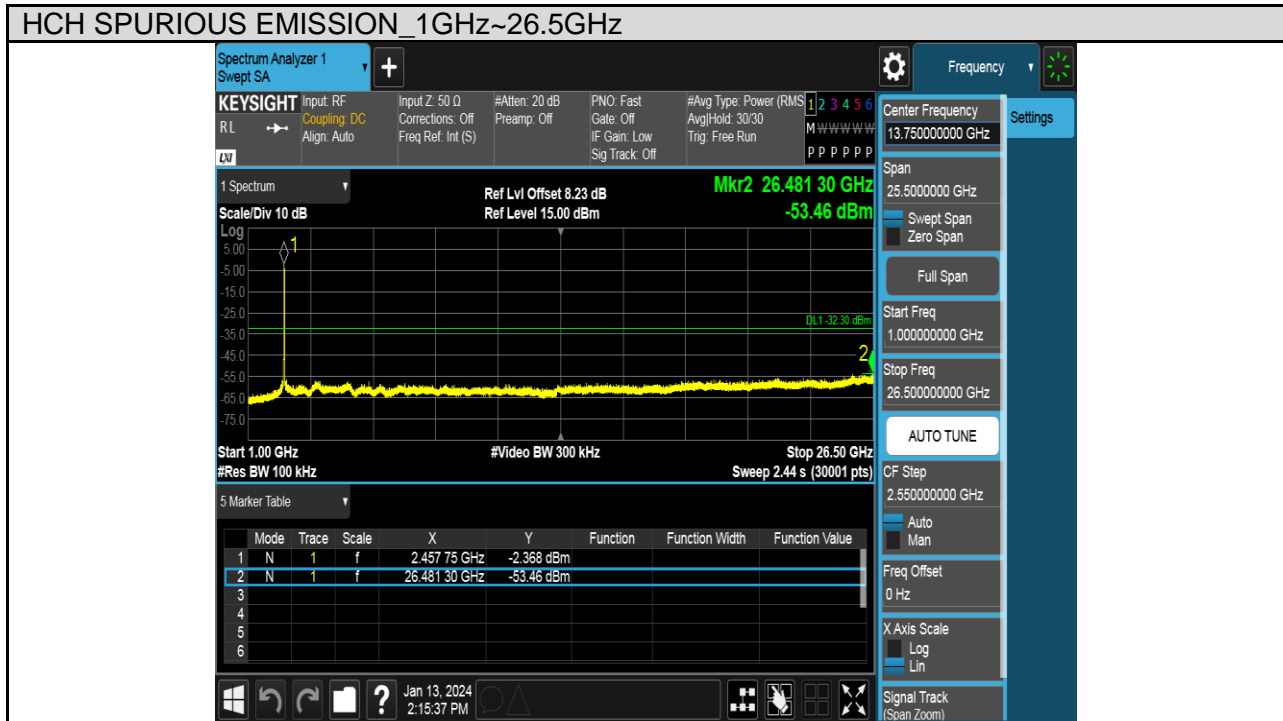 HCH SPURIOUS EMISSION_1GHz~26.5GHz
Spectrum Analyzer 1
Swept SA
Frequency
KEYSIGHT
RL
LXI
Input: RF
Coupling: DC
Align: Auto
Input Z: 50 Ω
Corrections: Off
Freq Ref: Int (S)
#Atten: 20 dB
Preamp: Off
PNO: Fast
Gate: Off
IF Gain: Low
Sig Track: Off
#Avg Type: Power (RMS
Avg|Hold: 30/30
Trig: Free Run
1 2 3 4 5 6
M W W W W W
P P P P P P
1 Spectrum
Scale/Div 10 dB
Ref Lvl Offset 8.23 dB
Ref Level 15.00 dBm
Mkr2 26.481 30 GHz
-53.46 dBm
Log
5.00
-5.00
-15.0
-25.0
-35.0
-45.0
-55.0
-65.0
-75.0
1
2
DL1 -32.30 dBm
Start 1.00 GHz
#Video BW 300 kHz
Stop 26.50 GHz
#Res BW 100 kHz
Sweep 2.44 s (30001 pts)
5 Marker Table
Mode Trace Scale X Y Function Function Width Function Value
1 N 1 f 2.457 75 GHz -2.368 dBm
2 N 1 f 26.481 30 GHz -53.46 dBm
3
4
5
6
Jan 13, 2024
2:15:37 PM
Center Frequency
13.75000000 GHz
Settings
Span
25.5000000 GHz
Swept Span
Zero Span
Full Span
Start Freq
1.000000000 GHz
Stop Freq
26.500000000 GHz
AUTO TUNE
CF Step
2.550000000 GHz
Auto
Man
Freq Offset
0 Hz
X Axis Scale
Log
Lin
Signal Track
(Span Zoom)